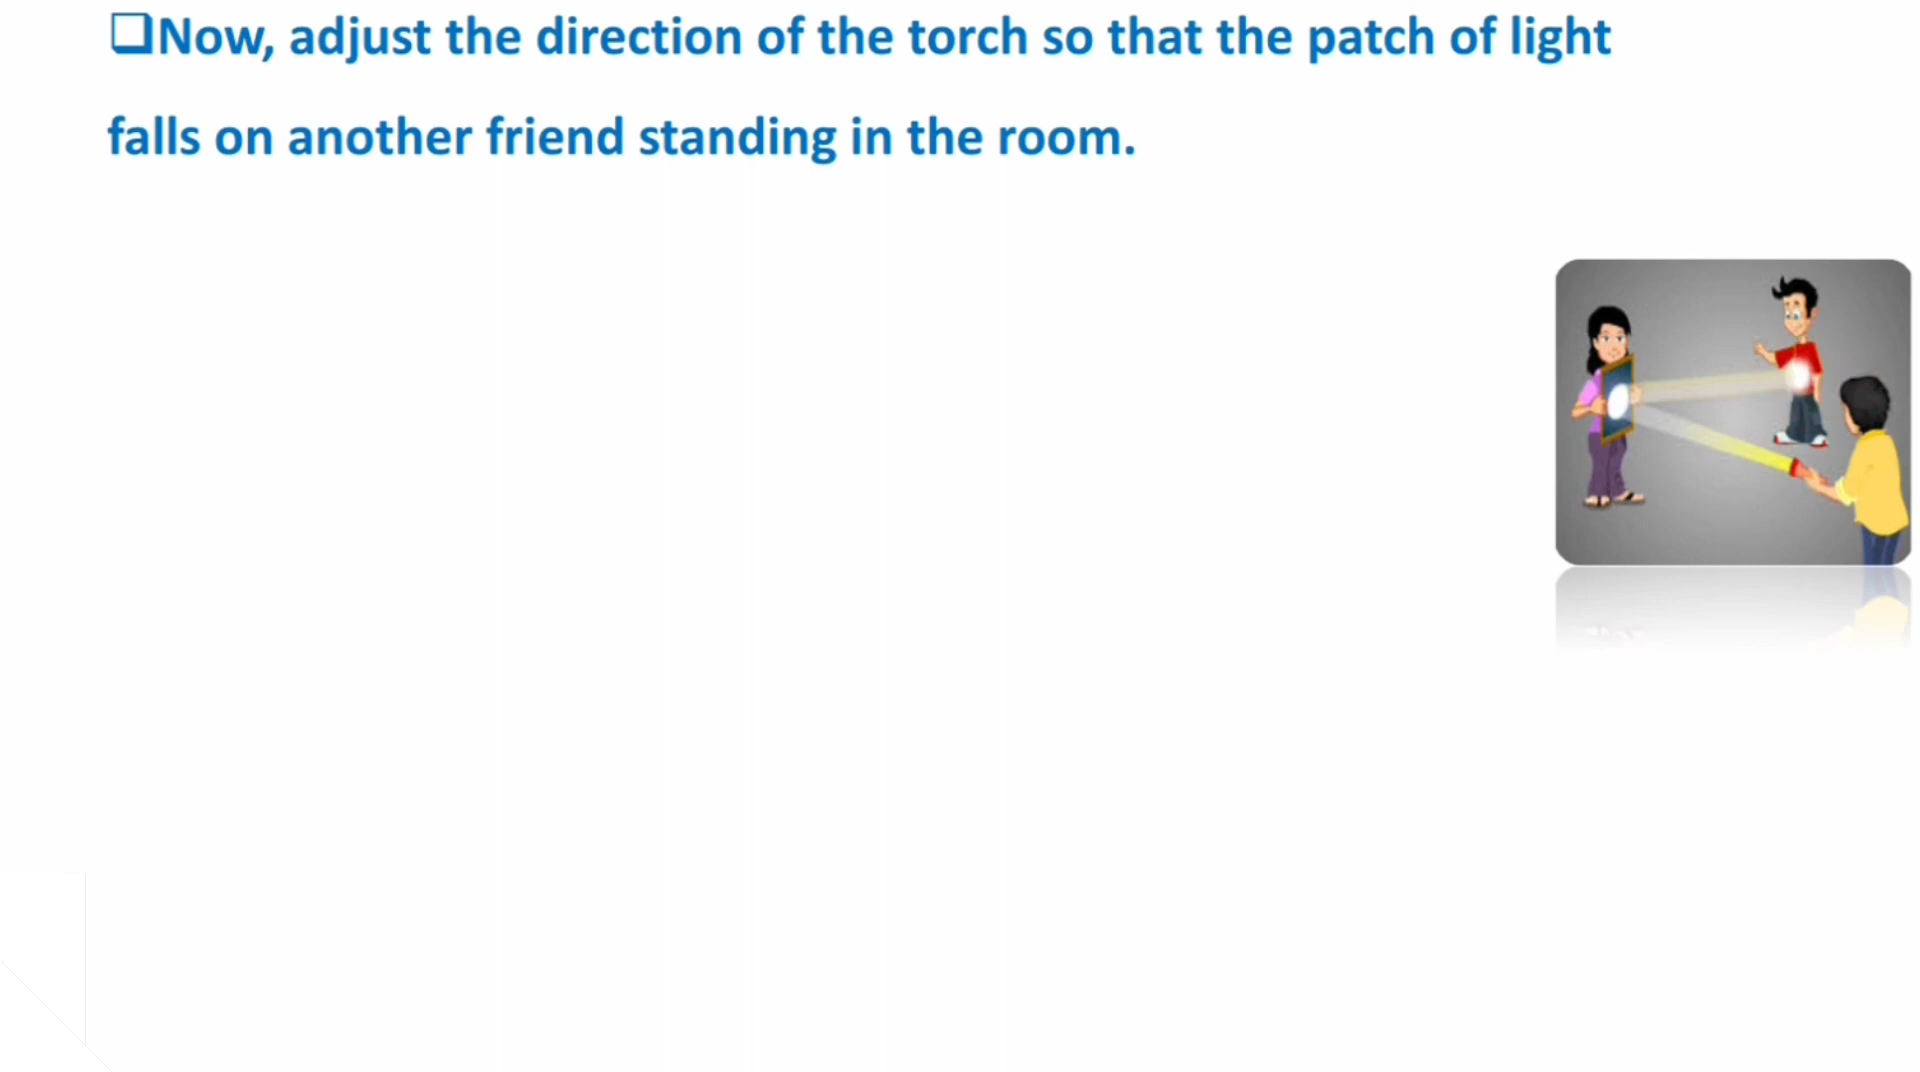 ❑Now, adjust the direction of the torch so that the patch of light
falls on another friend standing in the room.